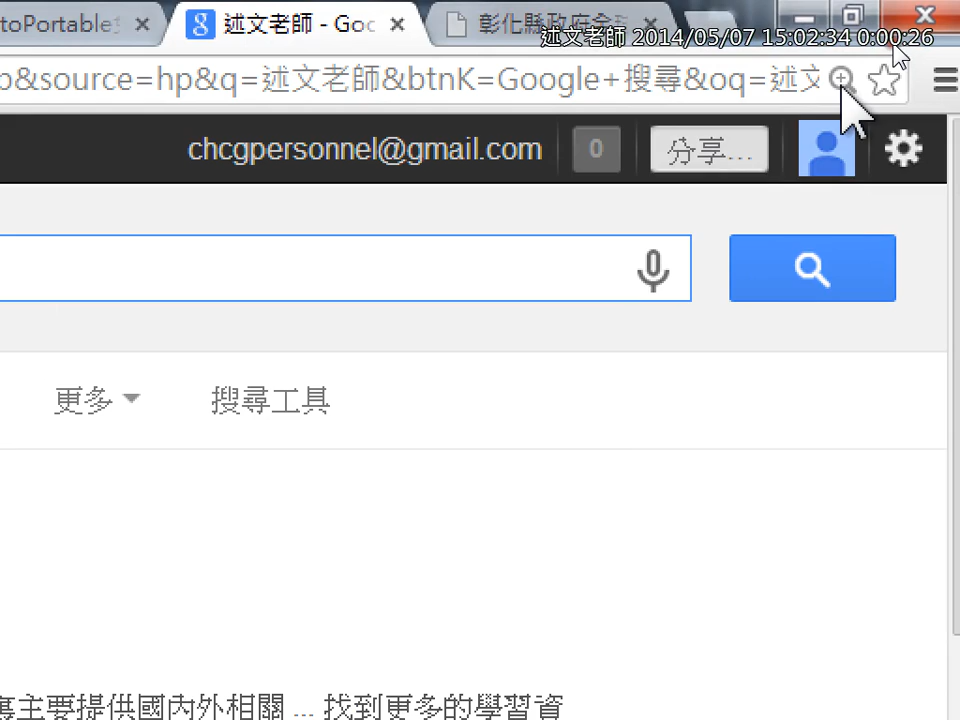 toPortable
述文老師 - Goo
彰化縣政府全
述文老師 2014/05/07 15:02:34 0:00:26
p&source=hp&q=述文老師&btnK=Google+搜尋&oq=述文
chcgpersonnel@gmail.com
0
分享...
更多
搜尋工具
裏主要提供國內外相關 ... 找到更多的學習資